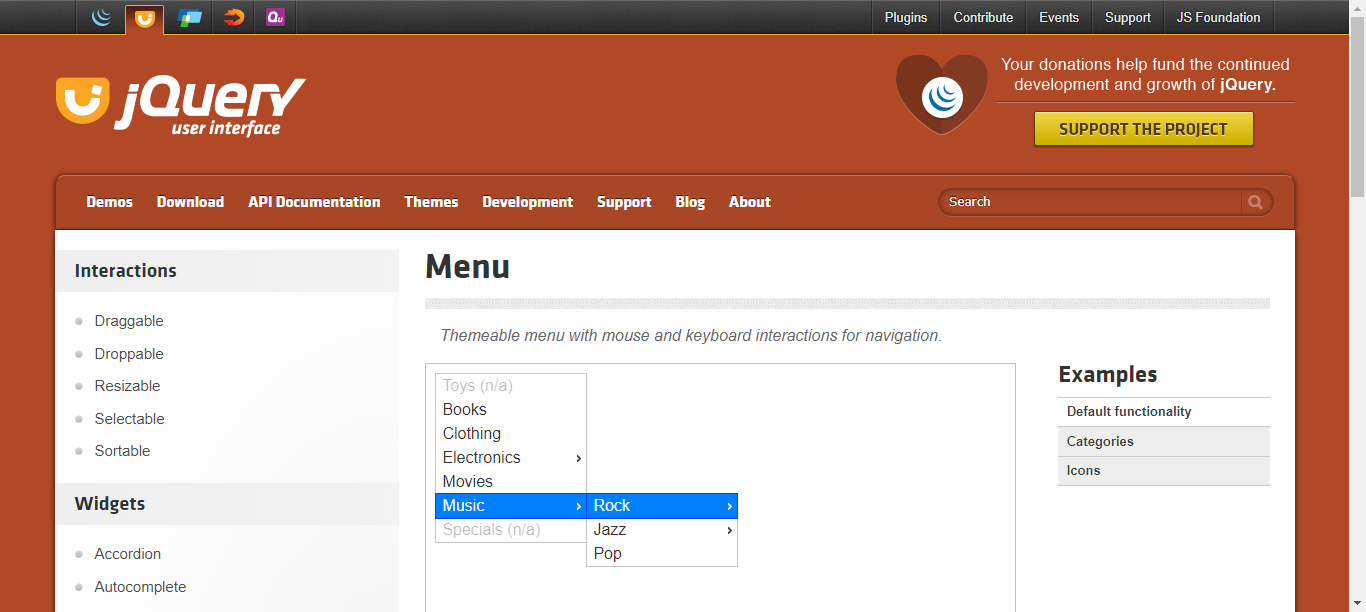 Plugins Contribute Events Support JS Foundation
jQuery
user interface
Your donations help fund the continued
development and growth of jQuery.
SUPPORT THE PROJECT
Demos Download API Documentation Themes Development Support Blog About Search
Interactions
Draggable
Droppable
Resizable
Selectable
Sortable
Widgets
Accordion
Autocomplete
Menu
Themeable menu with mouse and keyboard interactions for navigation.
Toys (n/a)
Books
Clothing
Electronics
Movies
Music
Specials (n/a)
Rock
Jazz
Pop
Examples
Default functionality
Categories
Icons